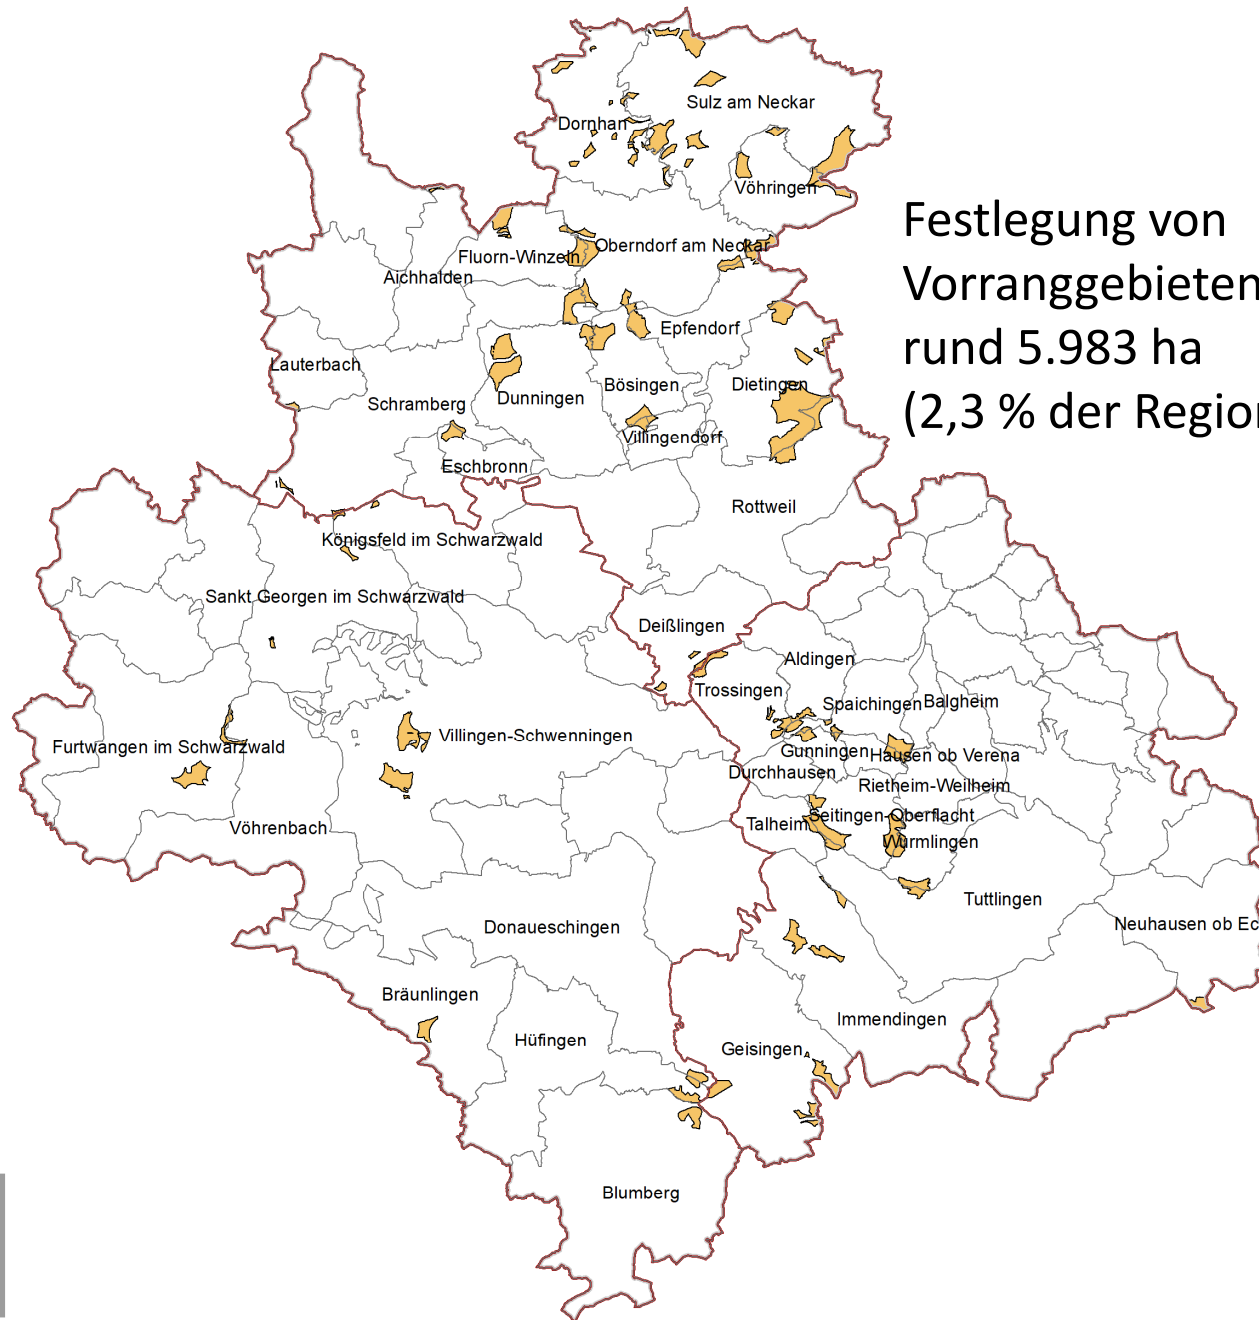 Sulz am Neckar
Dornhan
Vöhringen
Festlegung von
Vorranggebieten
rund 5.983 ha
(2,3 % der Region
Oberndorf am Neckar
Fluorn-Winzeln
Aichhalden
Epfendorf
Lauterbach
Bösingen
Dietingen
Dunningen
Schramberg
Villingendorf
Eschbronn
Rottweil
Königsfeld im Schwarzwald
Sankt Georgen im Schwarzwald
Deißlingen
Aldingen
Trossingen
Spaichingen
Balgheim
Villingen-Schwenningen
Furtwangen im Schwarzwald
Gunningen
Hausen ob Verena
Durchhausen
Rietheim-Weilheim
Seitingen-Oberflacht
Talheim
Vöhrenbach
Wurmlingen
Tuttlingen
Neuhausen ob Ec
Donaueschingen
Bräunlingen
Immendingen
Hüfingen
Geisingen
Blumberg